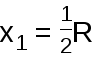 x₁ = ½R